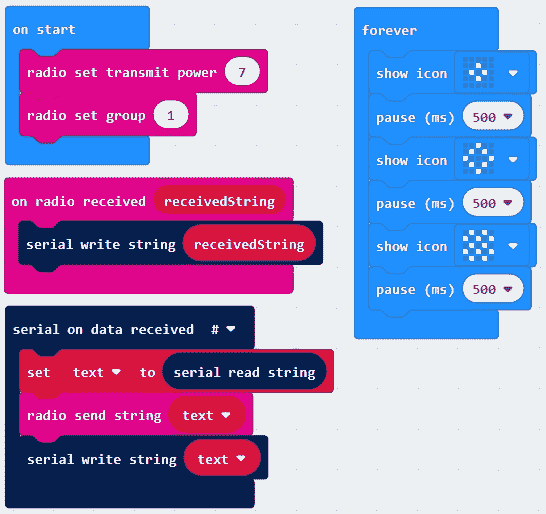 on start
radio set transmit power 7
radio set group 1
on radio received receivedString
serial write string receivedString
serial on data received #
set text to serial read string
radio send string text
serial write string text
forever
show icon
pause (ms) 500
show icon
pause (ms) 500
show icon
pause (ms) 500